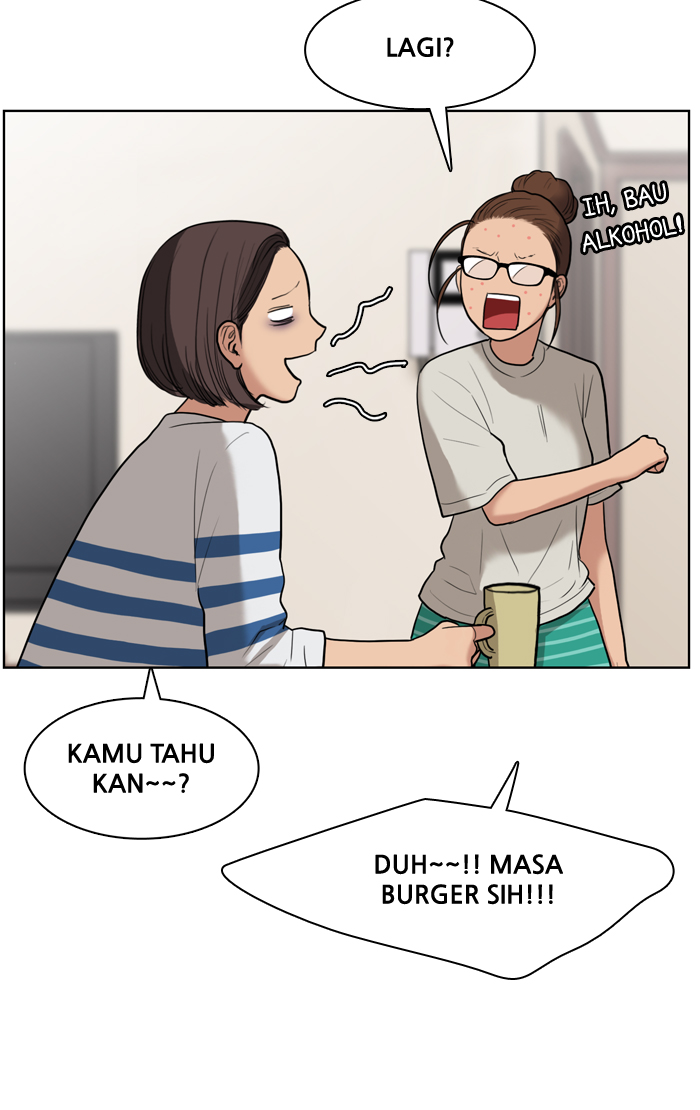 LAGI?
IH, BAU
ALKOHOL!
KAMU TAHU
KAN~~?
DUH~~!! MASA
BURGER SIH!!!